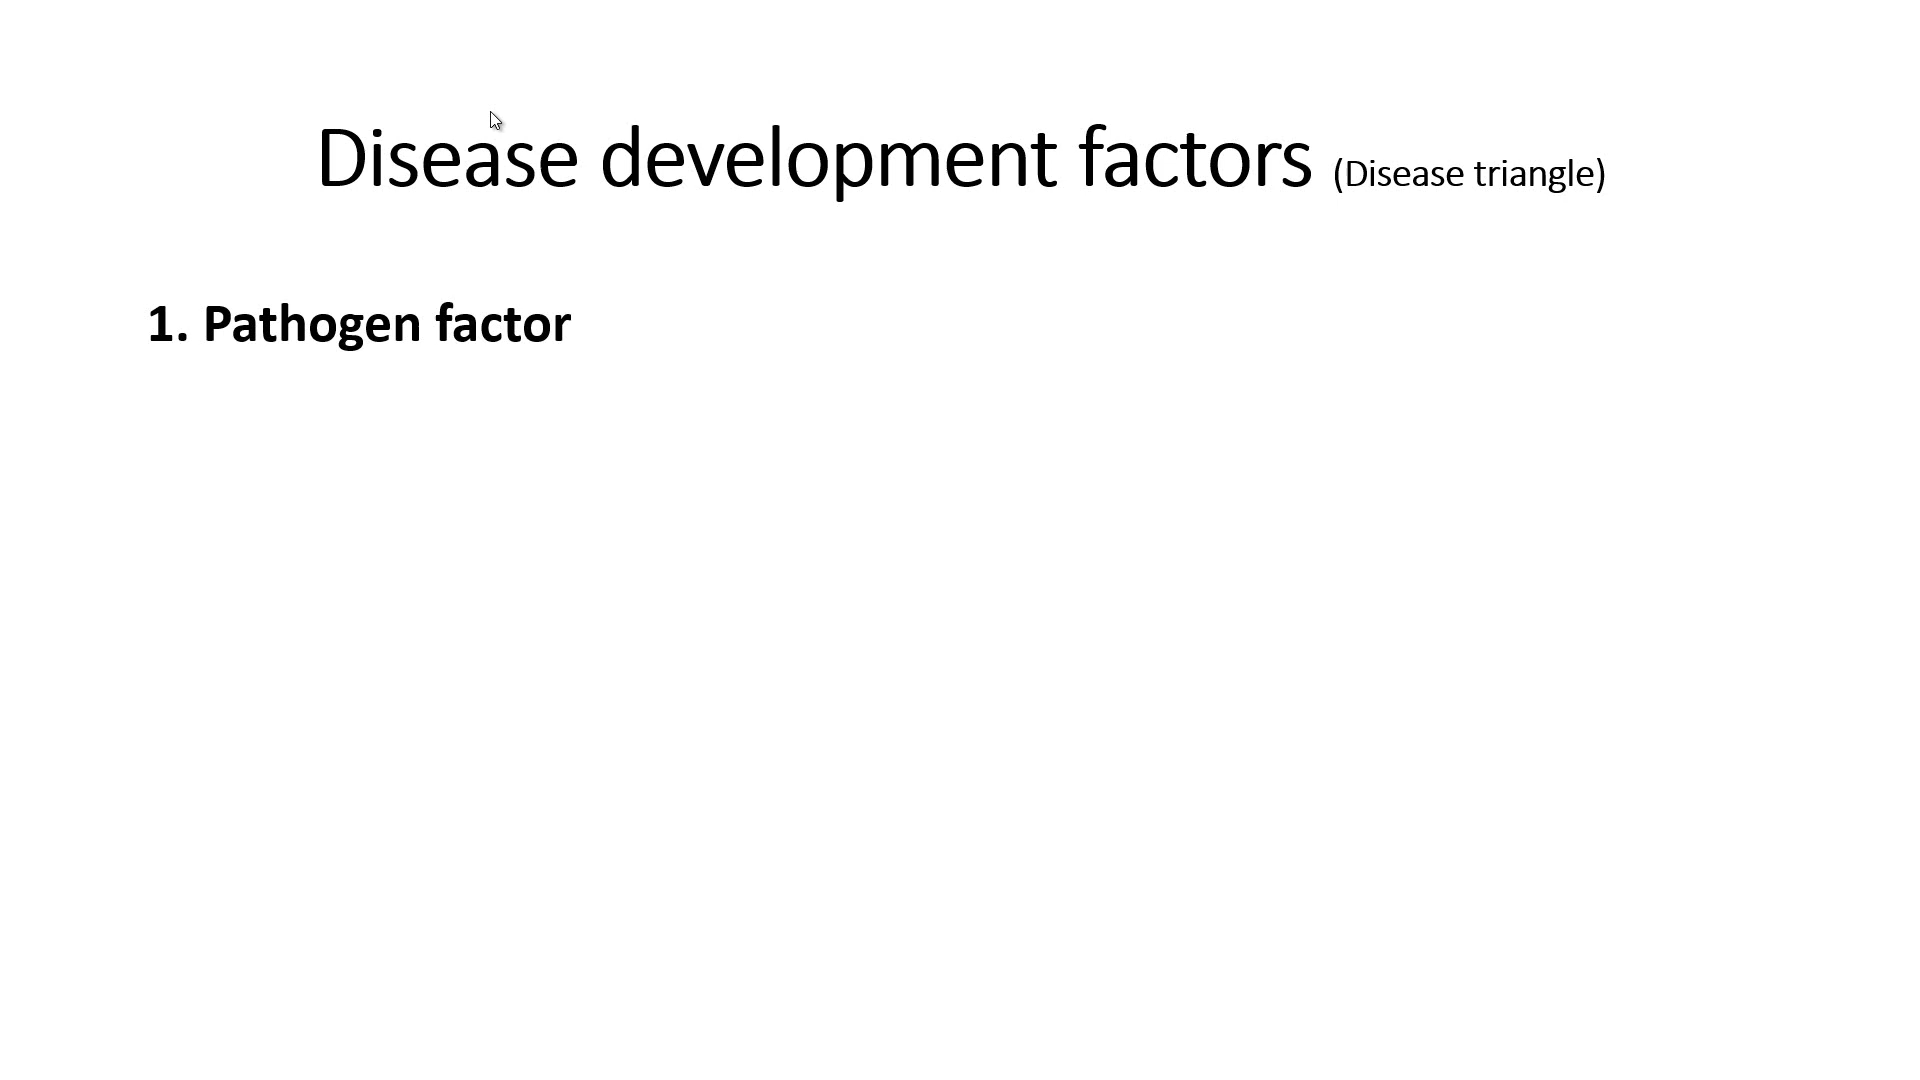 Disease development factors (Disease triangle)
1. Pathogen factor